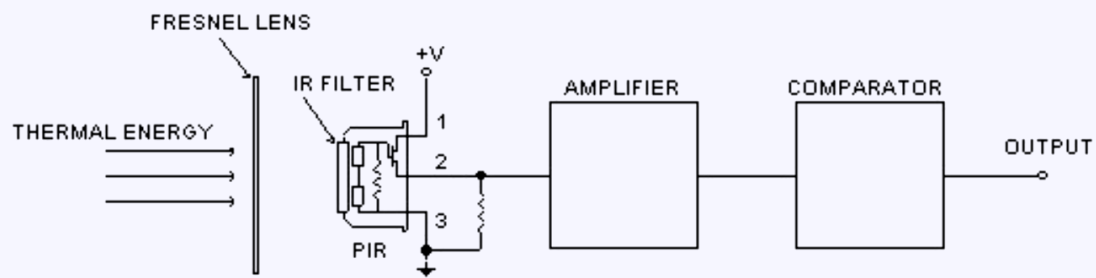 FRESNEL LENS
+V
IR FILTER
AMPLIFIER
COMPARATOR
1
THERMAL ENERGY
2
OUTPUT
3
PIR